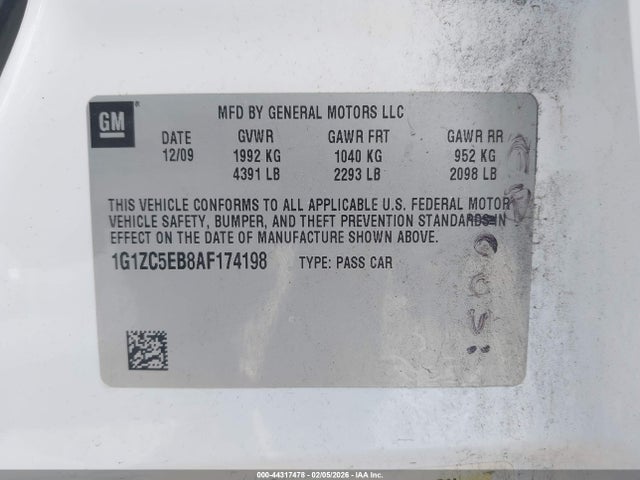 GM
MFD BY GENERAL MOTORS LLC
DATE GVWR GAWR FRT GAWR RR
12/09 1992 KG 1040 KG 952 KG
4391 LB 2293 LB 2098 LB
THIS VEHICLE CONFORMS TO ALL APPLICABLE U.S. FEDERAL MOTOR
VEHICLE SAFETY, BUMPER, AND THEFT PREVENTION STANDARDS IN
EFFECT ON THE DATE OF MANUFACTURE SHOWN ABOVE.
1G1ZC5EB8AF174198 TYPE: PASS CAR
000-44317478 - 02/05/2026 - IAA Inc.